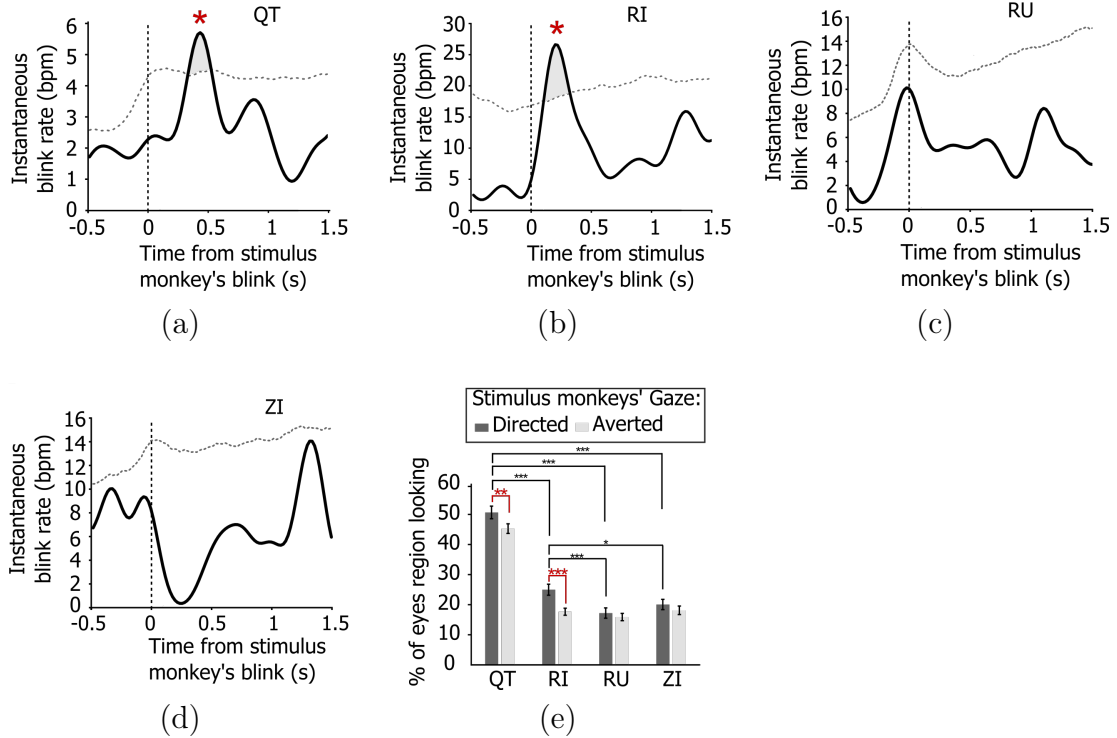 *
QT
Instantaneous
blink rate (bpm)
6
5
4
3
2
1
0
-0.5
0
0.5
1
1.5
Time from stimulus
monkey's blink (s)
(a)
*
RI
Instantaneous
blink rate (bpm)
30
25
20
15
10
5
0
-0.5
0
0.5
1
1.5
Time from stimulus
monkey's blink (s)
(b)
RU
Instantaneous
blink rate (bpm)
16
14
12
10
8
6
4
2
0
-0.5
0
0.5
1
1.5
Time from stimulus
monkey's blink (s)
(c)
ZI
Instantaneous
blink rate (bpm)
16
14
12
10
8
6
4
2
0
-0.5
0
0.5
1
1.5
Time from stimulus
monkey's blink (s)
(d)
Stimulus monkeys' Gaze:
Directed Averted
% of eyes region looking
60
50
40
30
20
10
0
***
***
***
**
*
***
***
QT RI RU ZI
(e)